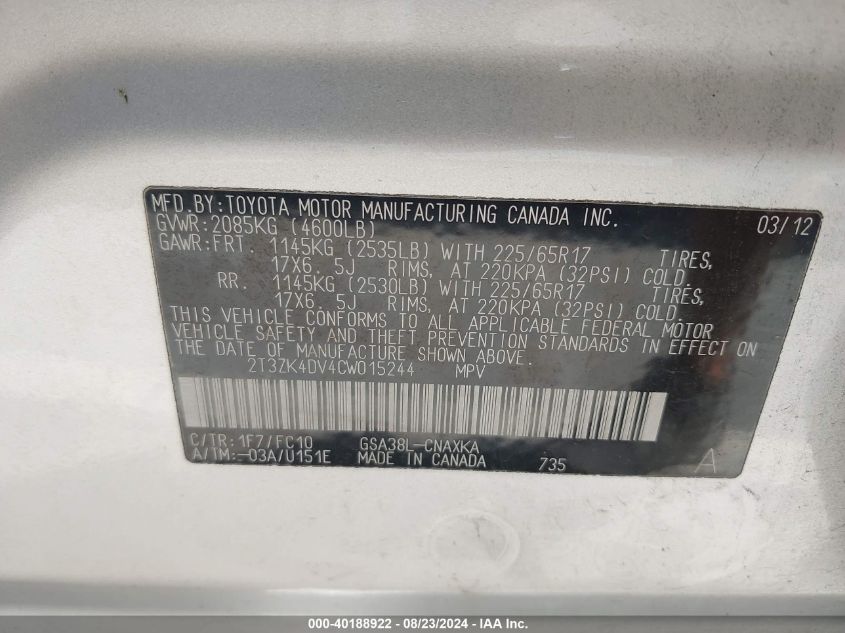 MFD.BY:TOYOTA MOTOR MANUFACTURING CANADA INC. 03/12
GVWR:2085KG (4600LB)
GAWR:FRT. 1145KG (2535LB) WITH 225/65R17 TIRES,
17X6. 5J RIMS, AT 220KPA (32PSI) COLD.
RR. 1145KG (2530LB) WITH 225/65R17 TIRES,
17X6. 5J RIMS, AT 220KPA (32PSI) COLD.
THIS VEHICLE CONFORMS TO ALL APPLICABLE FEDERAL MOTOR
VEHICLE SAFETY AND THEFT PREVENTION STANDARDS IN EFFECT ON
THE DATE OF MANUFACTURE SHOWN ABOVE.
2T3ZK4DV4CW015244 MPV
C/TR:1F7/FC10 GSA38L-CNAXKA
A/TM:-03A/U151E MADE IN CANADA 735 A
000-40188922 - 08/23/2024 - IAA Inc.